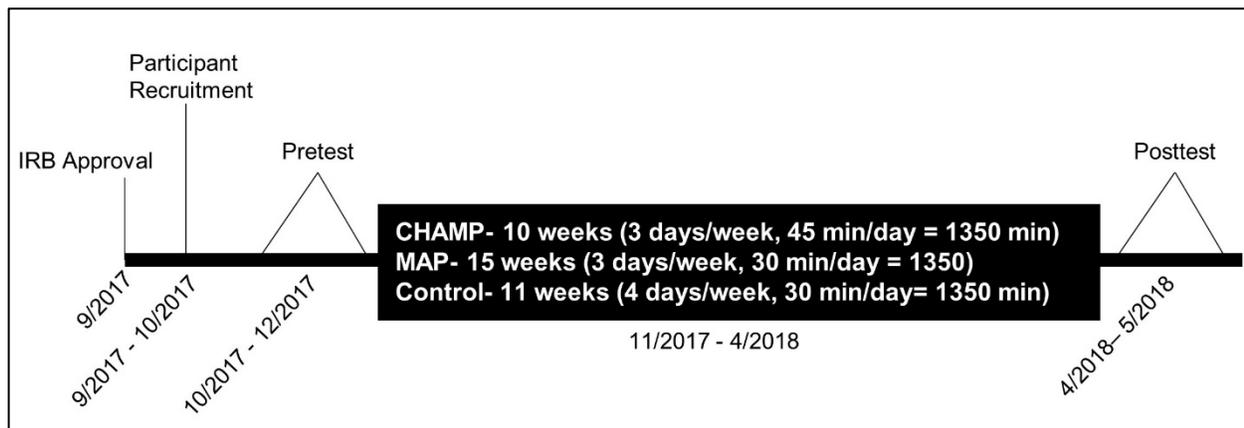 Participant
Recruitment
IRB Approval
Pretest
Posttest
CHAMP- 10 weeks (3 days/week, 45 min/day = 1350 min)
MAP- 15 weeks (3 days/week, 30 min/day = 1350)
Control- 11 weeks (4 days/week, 30 min/day= 1350 min)
9/2017
9/2017 - 10/2017
10/2017 - 12/2017
11/2017 - 4/2018
4/2018– 5/2018